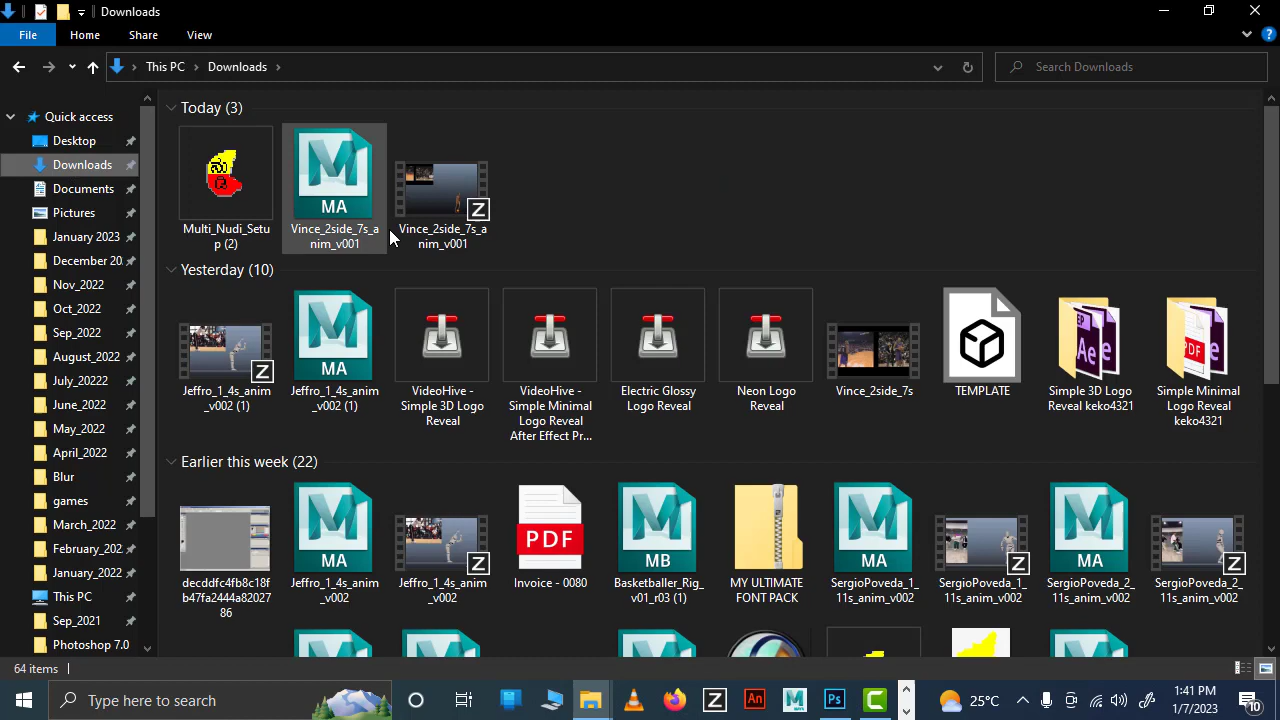 Downloads
File
Home
Share
View
This PC
Downloads
Search Downloads
Quick access
Desktop
Downloads
Documents
Pictures
January 2023
December 20
Nov_2022
Oct_2022
Sep_2022
August_2022
July_20222
June_2022
May_2022
April_2022
Blur
games
March_2022
February_202
January_2022
This PC
Sep_2021
Photoshop 7.0
Today (3)
MA
Z
Multi_Nudi_Setu
p (2)
Vince_2side_7s_a
nim_v001
Vince_2side_7s_a
nim_v001
Yesterday (10)
Z
MA
Ae
PDF
Jeffro_1_4s_anim
_v002 (1)
Jeffro_1_4s_anim
_v002 (1)
VideoHive -
Simple 3D Logo
Reveal
VideoHive -
Simple Minimal
Logo Reveal
After Effect Pr...
Electric Glossy
Logo Reveal
Neon Logo
Reveal
Vince_2side_7s
TEMPLATE
Simple 3D Logo
Reveal keko4321
Simple Minimal
Logo Reveal
keko4321
Earlier this week (22)
MA
Z
PDF
MB
MA
Z
MA
Z
decddfc4fb8c18f
b47fa2444a82027
86
Jeffro_1_4s_anim
_v002
Jeffro_1_4s_anim
_v002
Invoice - 0080
Basketballer_Rig_
v01_r03 (1)
MY ULTIMATE
FONT PACK
SergioPoveda_1_
11s_anim_v002
SergioPoveda_1_
11s_anim_v002
SergioPoveda_2_
11s_anim_v002
SergioPoveda_2_
11s_anim_v002
64 items
Type here to search
Z
An
M
Ps
25°C
1:41 PM
1/7/2023
10